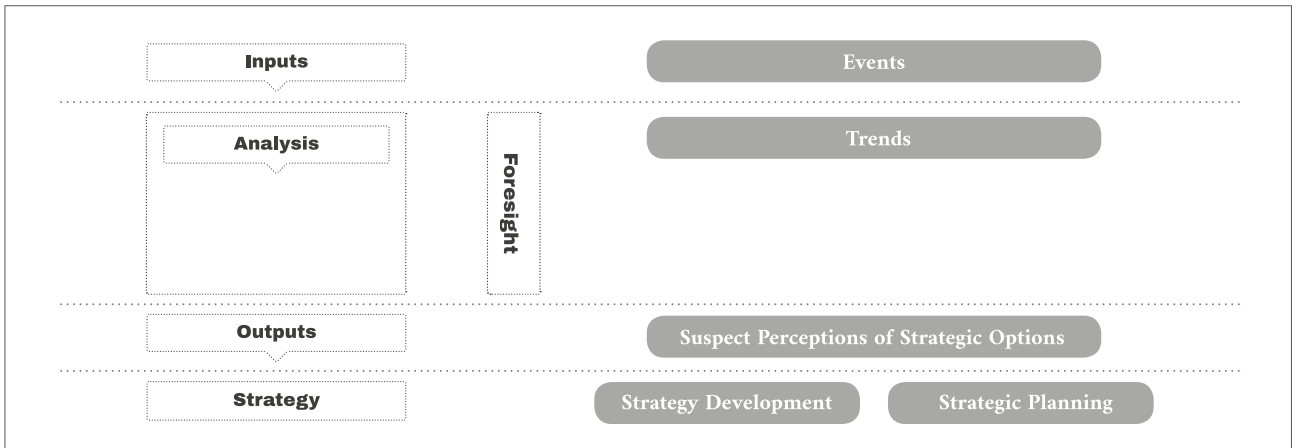 Inputs
Events
Analysis
Foresight
Trends
Outputs
Suspect Perceptions of Strategic Options
Strategy
Strategy Development
Strategic Planning